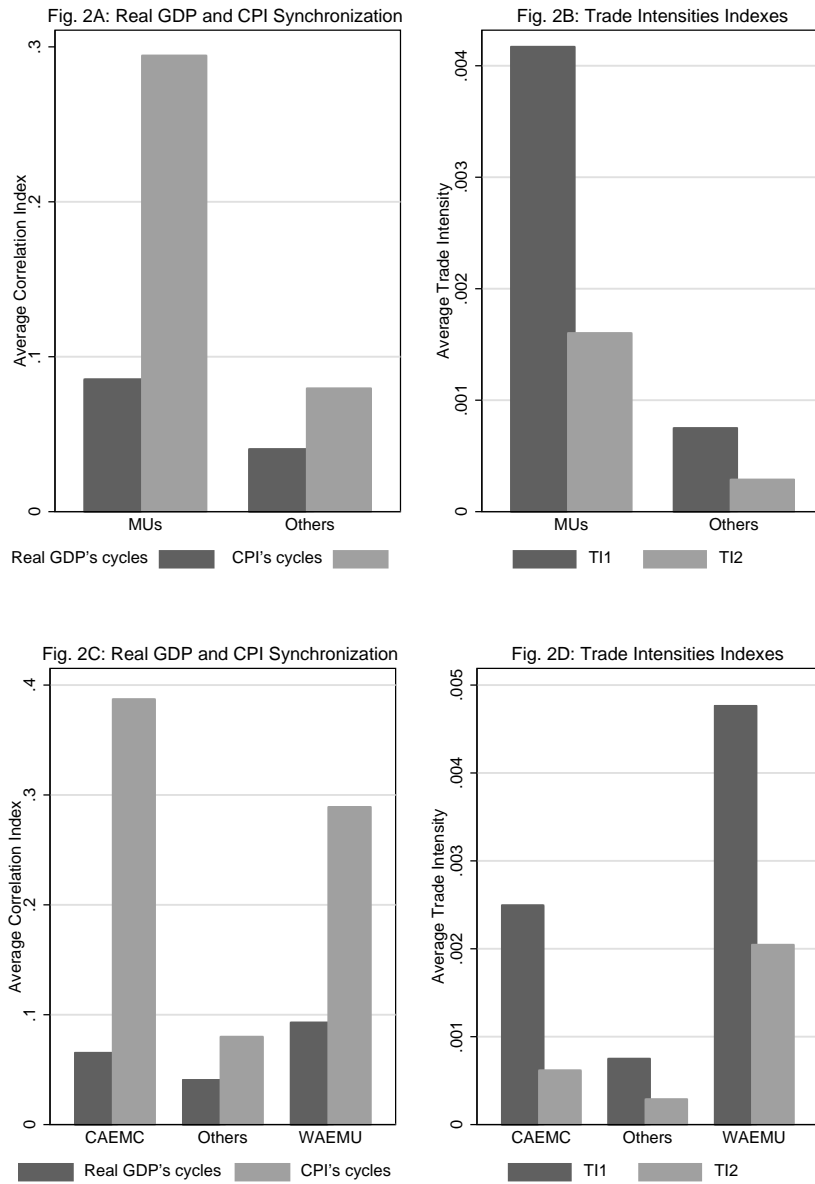 Fig. 2A: Real GDP and CPI Synchronization
Average Correlation Index
.3
.2
.1
0
MUs
Others
Real GDP's cycles
CPI's cycles
Fig. 2B: Trade Intensities Indexes
Average Trade Intensity
.004
.003
.002
.001
0
MUs
Others
TI1
TI2
Fig. 2C: Real GDP and CPI Synchronization
Average Correlation Index
.4
.3
.2
.1
0
CAEMC
Others
WAEMU
Real GDP's cycles
CPI's cycles
Fig. 2D: Trade Intensities Indexes
Average Trade Intensity
.005
.004
.003
.002
.001
0
CAEMC
Others
WAEMU
TI1
TI2